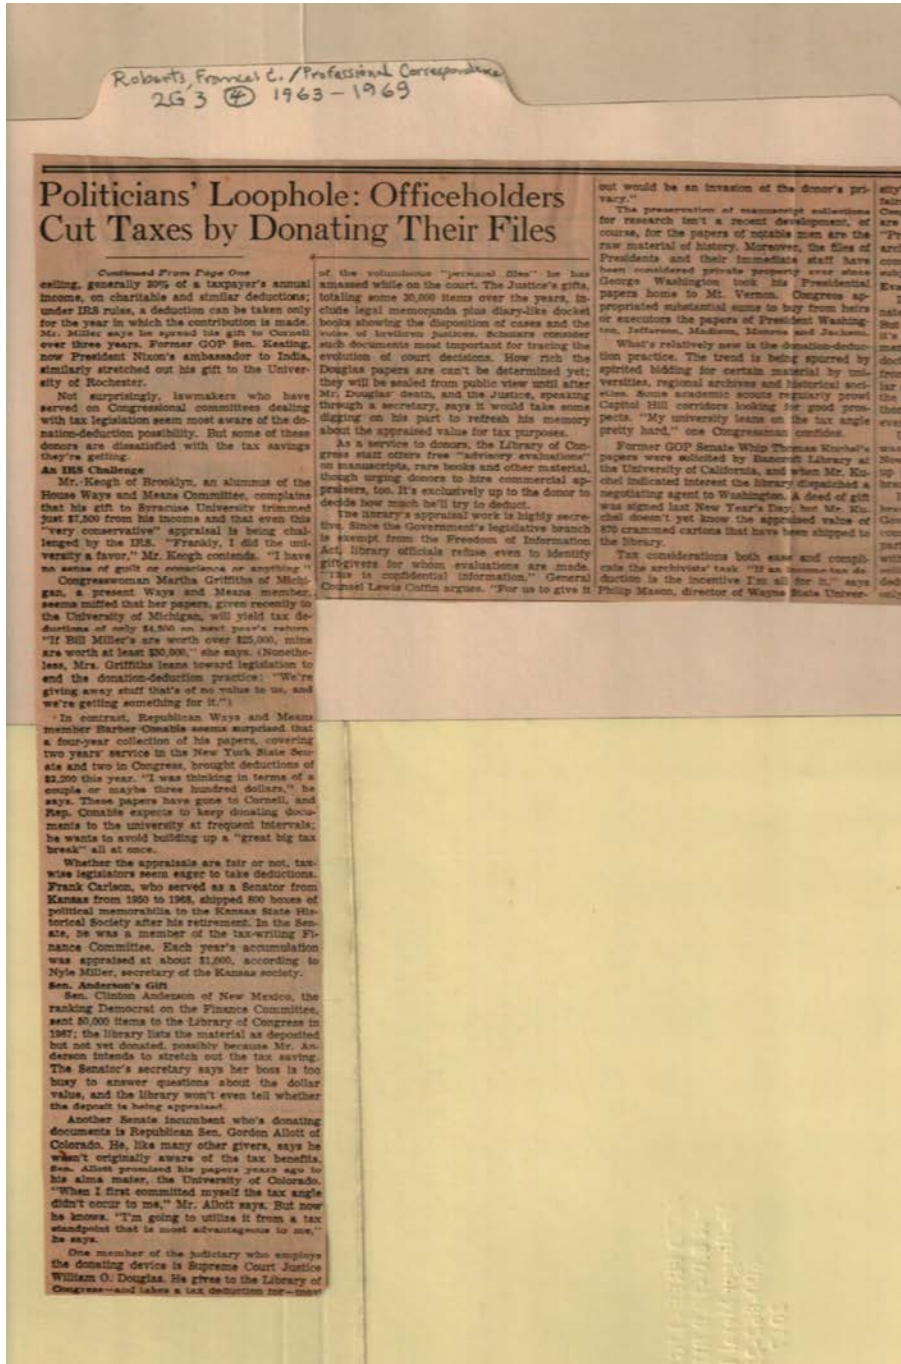 Roberts, Frances C. / Professional Correspondence
2G3 ④ 1963-1969
Politicians' Loophole: Officeholders
Cut Taxes by Donating Their Files
Continued From Page One
ceiling, generally 30% of a taxpayer's annual
income, on charitable and similar deductions;
under IRS rules, a deduction can be taken only
for the year in which the contribution is made.
Mr. Miller says he spaced his gift to Cornell
over three years. Former GOP Sen. Keating,
now President Nixon's ambassador to India,
similarly stretched out his gift to the Univer-
sity of Rochester.
Not surprisingly, lawmakers who have
served on Congressional committees dealing
with tax legislation seem most aware of the do-
nation-deduction possibility. But some of these
donors are dissatisfied with the tax savings
they're getting.
An IRS Challenge
Mr. Keogh of Brooklyn, an alumnus of the
House Ways and Means Committee, complains
that his gift to Syracuse University trimmed
just $7,500 from his income and that even this
"very conservative" appraisal is being chal-
lenged by the IRS. "Frankly, I did the uni-
versity a favor," Mr. Keogh contends. "I have
no sense of guilt or conscience or anything."
Congresswoman Martha Griffiths of Michi-
gan, a present Ways and Means member,
seems miffed that her papers, given recently to
the University of Michigan, will yield tax de-
ductions of only $4,500 on next year's return.
"If Bill Miller's are worth over $25,000, mine
are worth at least $50,000," she says. (Nonethe-
less, Mrs. Griffiths leans toward legislation to
end the donation-deduction practice: "We're
giving away stuff that's of no value to us, and
we're getting something for it.")
In contrast, Republican Ways and Means
member Barber Conable seems surprised that
a four-year collection of his papers, covering
two years' service in the New York State Sen-
ate and two in Congress, brought deductions of
$2,200 this year. "I was thinking in terms of a
couple or maybe three hundred dollars," he
says. These papers have gone to Cornell, and
Rep. Conable expects to keep donating docu-
ments to the university at frequent intervals;
he wants to avoid building up a "great big tax
break" all at once.
Whether the appraisals are fair or not, tax-
wise legislators seem eager to take deductions.
Frank Carlson, who served as a Senator from
Kansas from 1950 to 1968, shipped 800 boxes of
political memorabilia to the Kansas State His-
torical Society after his retirement. In the Sen-
ate, he was a member of the tax-writing Fi-
nance Committee. Each year's accumulation
was appraised at about $1,000, according to
Nyle Miller, secretary of the Kansas society.
Sen. Anderson's Gift
Sen. Clinton Anderson of New Mexico, the
ranking Democrat on the Finance Committee,
sent 50,000 items to the Library of Congress in
1967; the library lists the material as deposited
but not yet donated, possibly because Mr. An-
derson intends to stretch out the tax saving.
The Senator's secretary says her boss is too
busy to answer questions about the dollar
value, and the library won't even tell whether
the deposit is being appraised.
Another Senate incumbent who's donating
documents is Republican Sen. Gordon Allott of
Colorado. He, like many other givers, says he
wasn't originally aware of the tax benefits.
Sen. Allott promised his papers years ago to
his alma mater, the University of Colorado.
"When I first committed myself the tax angle
didn't occur to me," Mr. Allott says. But now
he knows. "I'm going to utilize it from a tax
standpoint that is most advantageous to me,"
he says.
One member of the judiciary who employs
the donating device is Supreme Court Justice
William O. Douglas. He gives to the Library of
Congress—and takes a tax deduction for—most
of the voluminous "personal files" he has
amassed while on the court. The Justice's gifts,
totaling some 30,000 items over the years, in-
clude legal memoranda plus diary-like docket
books showing the disposition of cases and the
votes of individual justices. Scholars consider
such documents most important for tracing the
evolution of court decisions. How rich the
Douglas papers are can't be determined yet;
they will be sealed from public view until after
Mr. Douglas' death, and the Justice, speaking
through a secretary, says it would take some
digging on his part to refresh his memory
about the appraised value for tax purposes.
As a service to donors, the Library of Con-
gress staff offers free "advisory evaluations"
on manuscripts, rare books and other material,
though urging donors to hire commercial ap-
praisers, too. It's exclusively up to the donor to
decide how much he'll try to deduct.
The library's appraisal work is highly secre-
tive. Since the Government's legislative branch
is exempt from the Freedom of Information
Act, library officials refuse even to identify
gift-givers for whom evaluations are made.
"This is confidential information," General
Counsel Lewis Coffin argues. "For us to give it
out would be an invasion of the donor's pri-
vacy."
The preservation of manuscript collections
for research isn't a recent development, of
course, for the papers of notable men are the
raw material of history. Moreover, the files of
Presidents and their immediate staff have
been considered private property ever since
George Washington took his Presidential
papers home to Mt. Vernon. Congress ap-
propriated substantial sums to buy from heirs
or executors the papers of President Washing-
ton, Jefferson, Madison, Monroe and Jackson.
What's relatively new is the donation-deduc-
tion practice. The trend is being spurred by
spirited bidding for certain material by uni-
versities, regional archives and historical soci-
eties. Some academic scouts regularly prowl
Capitol Hill corridors looking for good pros-
pects. "My university leans on the tax angle
pretty hard," one Congressman confides.
Former GOP Senate Whip Thomas Kuchel's
papers were solicited by Bancroft Library at
the University of California, and when Mr. Ku-
chel indicated interest the library dispatched a
negotiating agent to Washington. A deed of gift
was signed last New Year's Day, but Mr. Ku-
chel doesn't yet know the appraised value of
870 crammed cartons that have been shipped to
the library.
Tax considerations both ease and compli-
cate the archivists' task. "If an income-tax de-
duction is the incentive I'm all for it," says
Philip Mason, director of Wayne State Univer-